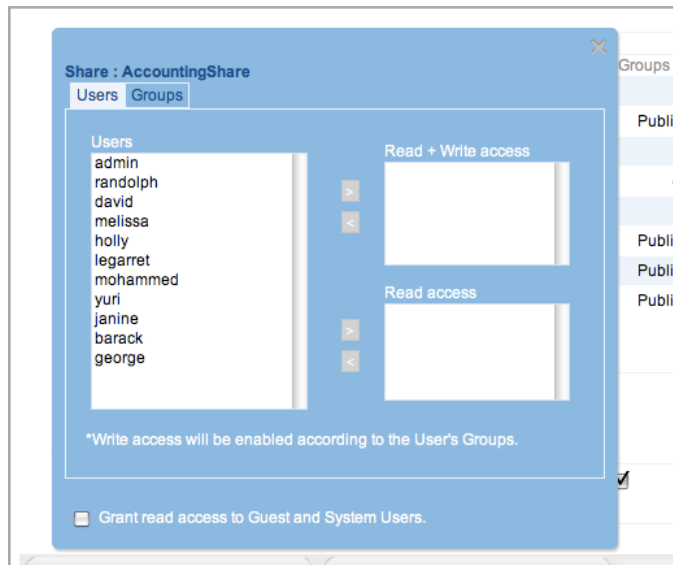 Share : AccountingShare
Users Groups
Users
admin
randolph
david
melissa
holly
legarret
mohammed
yuri
janine
barack
george
>
<
Read + Write access
Read access
>
<
*Write access will be enabled according to the User's Groups.
Grant read access to Guest and System Users.
Groups
Publi
Publi
Publi
Publi